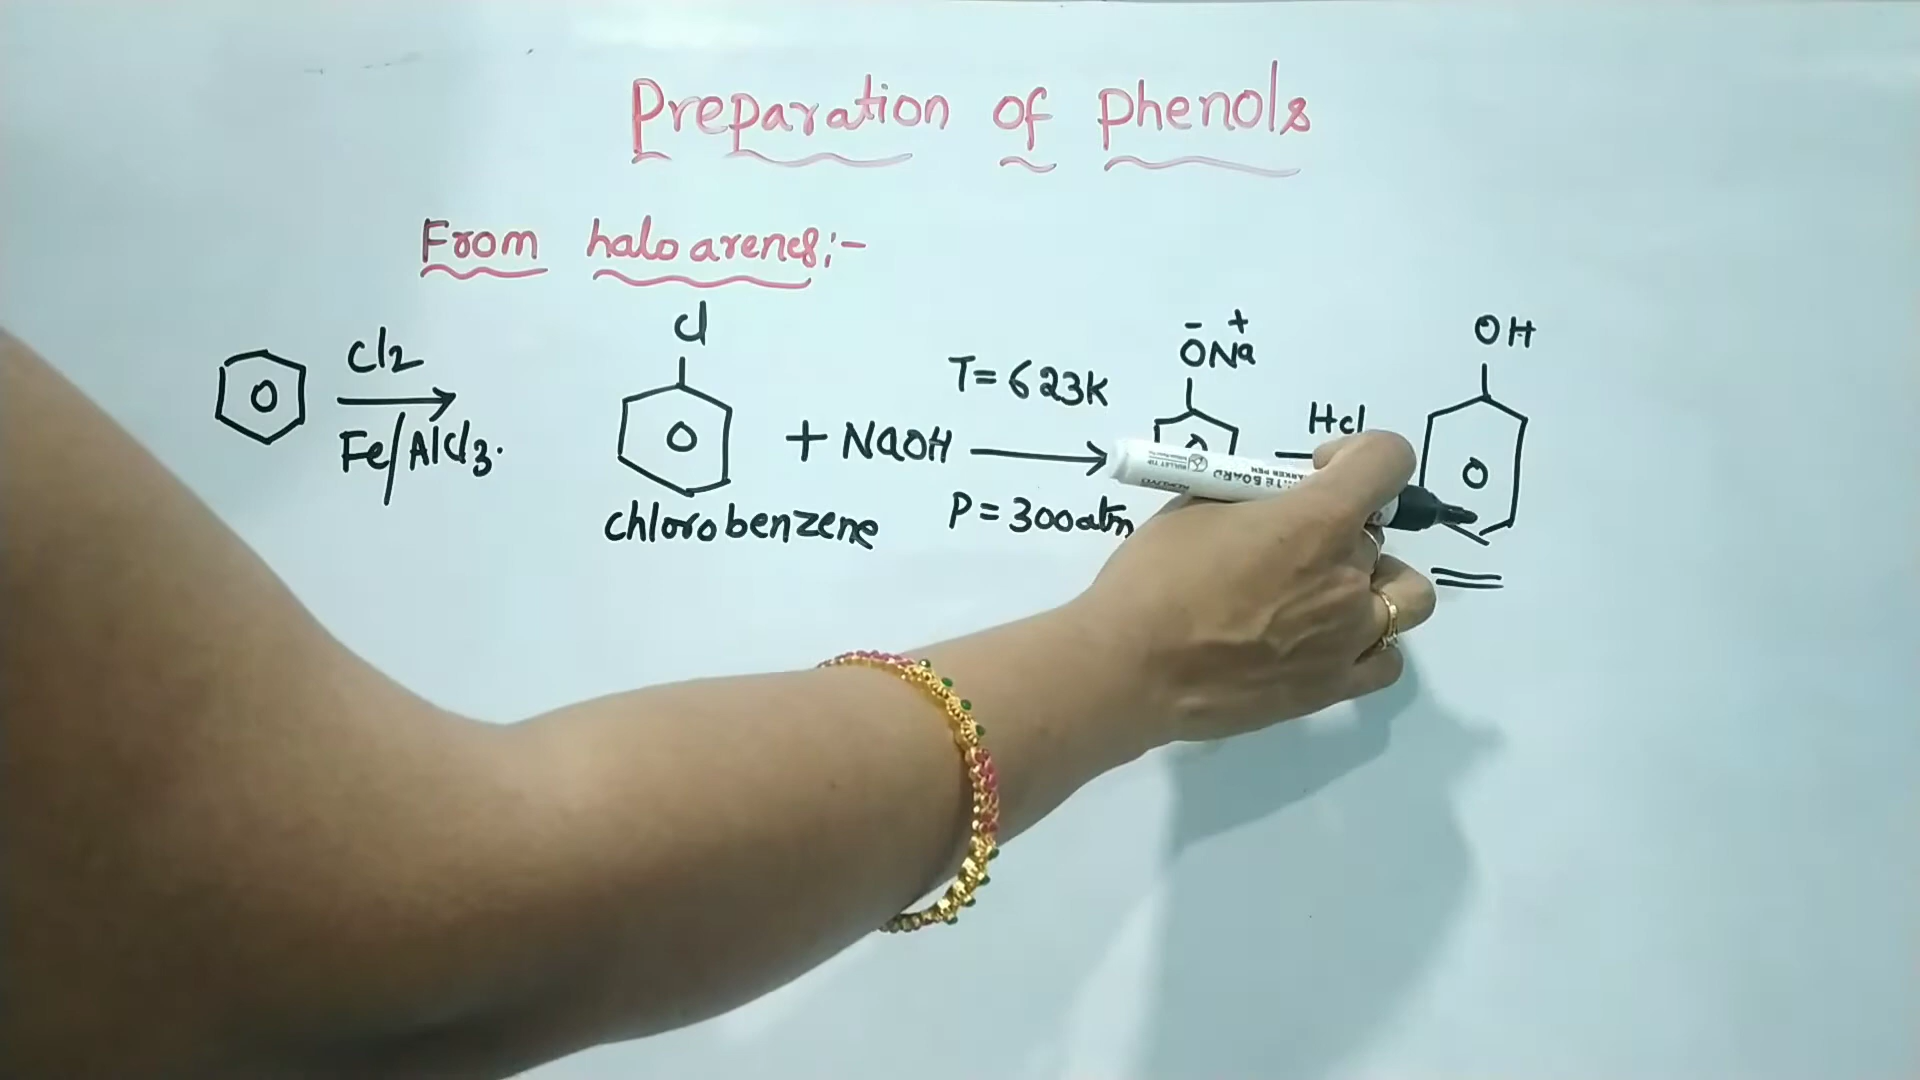 Preparation of phenols
From haloarenes;-
Cl2
Fe/AlCl3.
Cl
chlorobenzene
+ NaOH
T= 623K
P = 300atm
- +
ONa
Hcl
OH